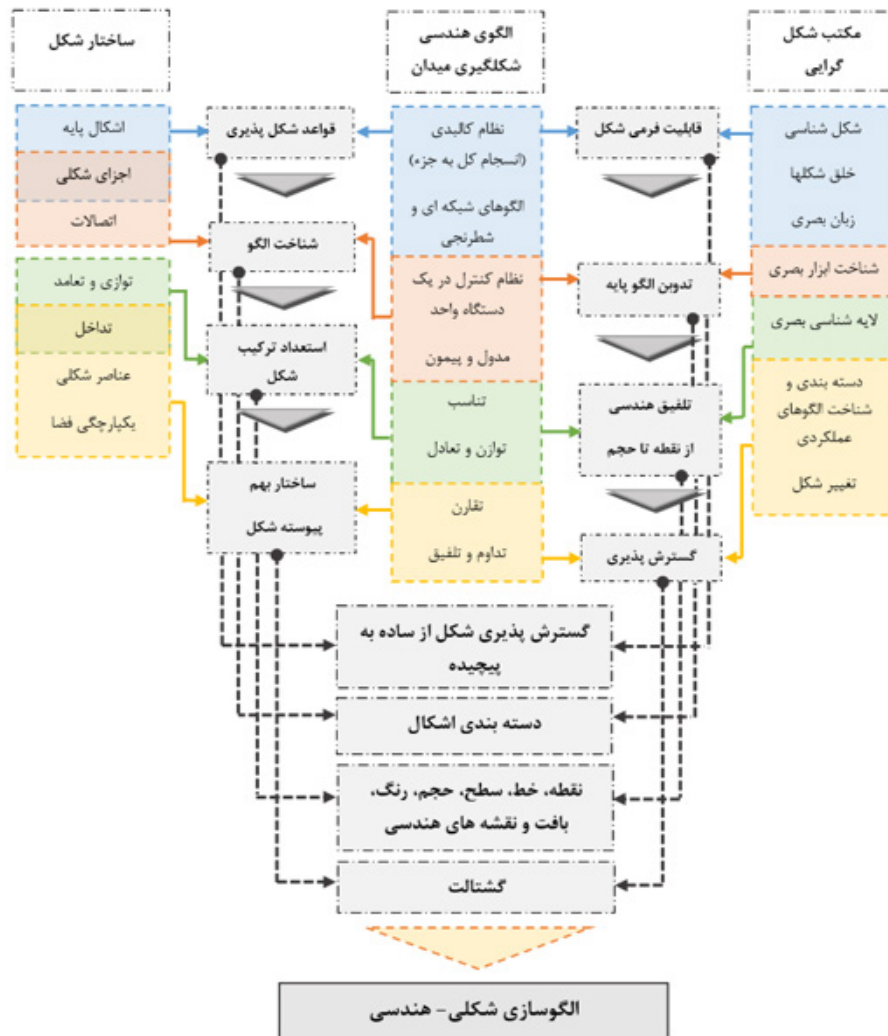 مکتب شکل
گرایی
الگوی هندسی
شکلگیری میدان
ساختار شکل
شکل شناسی
خلق شکلها
زبان بصری
شناخت ابزار بصری
لایه شناسی بصری
دسته بندی و
شناخت الگوهای
عملکردی
تغییر شکل
قابلیت فرمی شکل
تدوین الگو پایه
تلفیق هندسی
از نقطه تا حجم
گسترش پذیری
نظام کالبدی
(انسجام کل به جزء)
الگوهای شبکه ای و
شطرنجی
نظام کنترل در یک
دستگاه واحد
مدول و پیمون
تناسب
توازن و تعادل
تقارن
تداوم و تلفیق
قواعد شکل پذیری
شناخت الگو
استعداد ترکیب
شکل
ساختار بهم
پیوسته شکل
اشکال پایه
اجزای شکلی
اتصالات
توازی و تعامد
تداخل
عناصر شکلی
یکپارچگی فضا
گسترش پذیری شکل از ساده به
پیچیده
دسته بندی اشکال
نقطه، خط، سطح، حجم، رنگ،
بافت و نقشه های هندسی
گشتالت
الگوسازی شکلی- هندسی